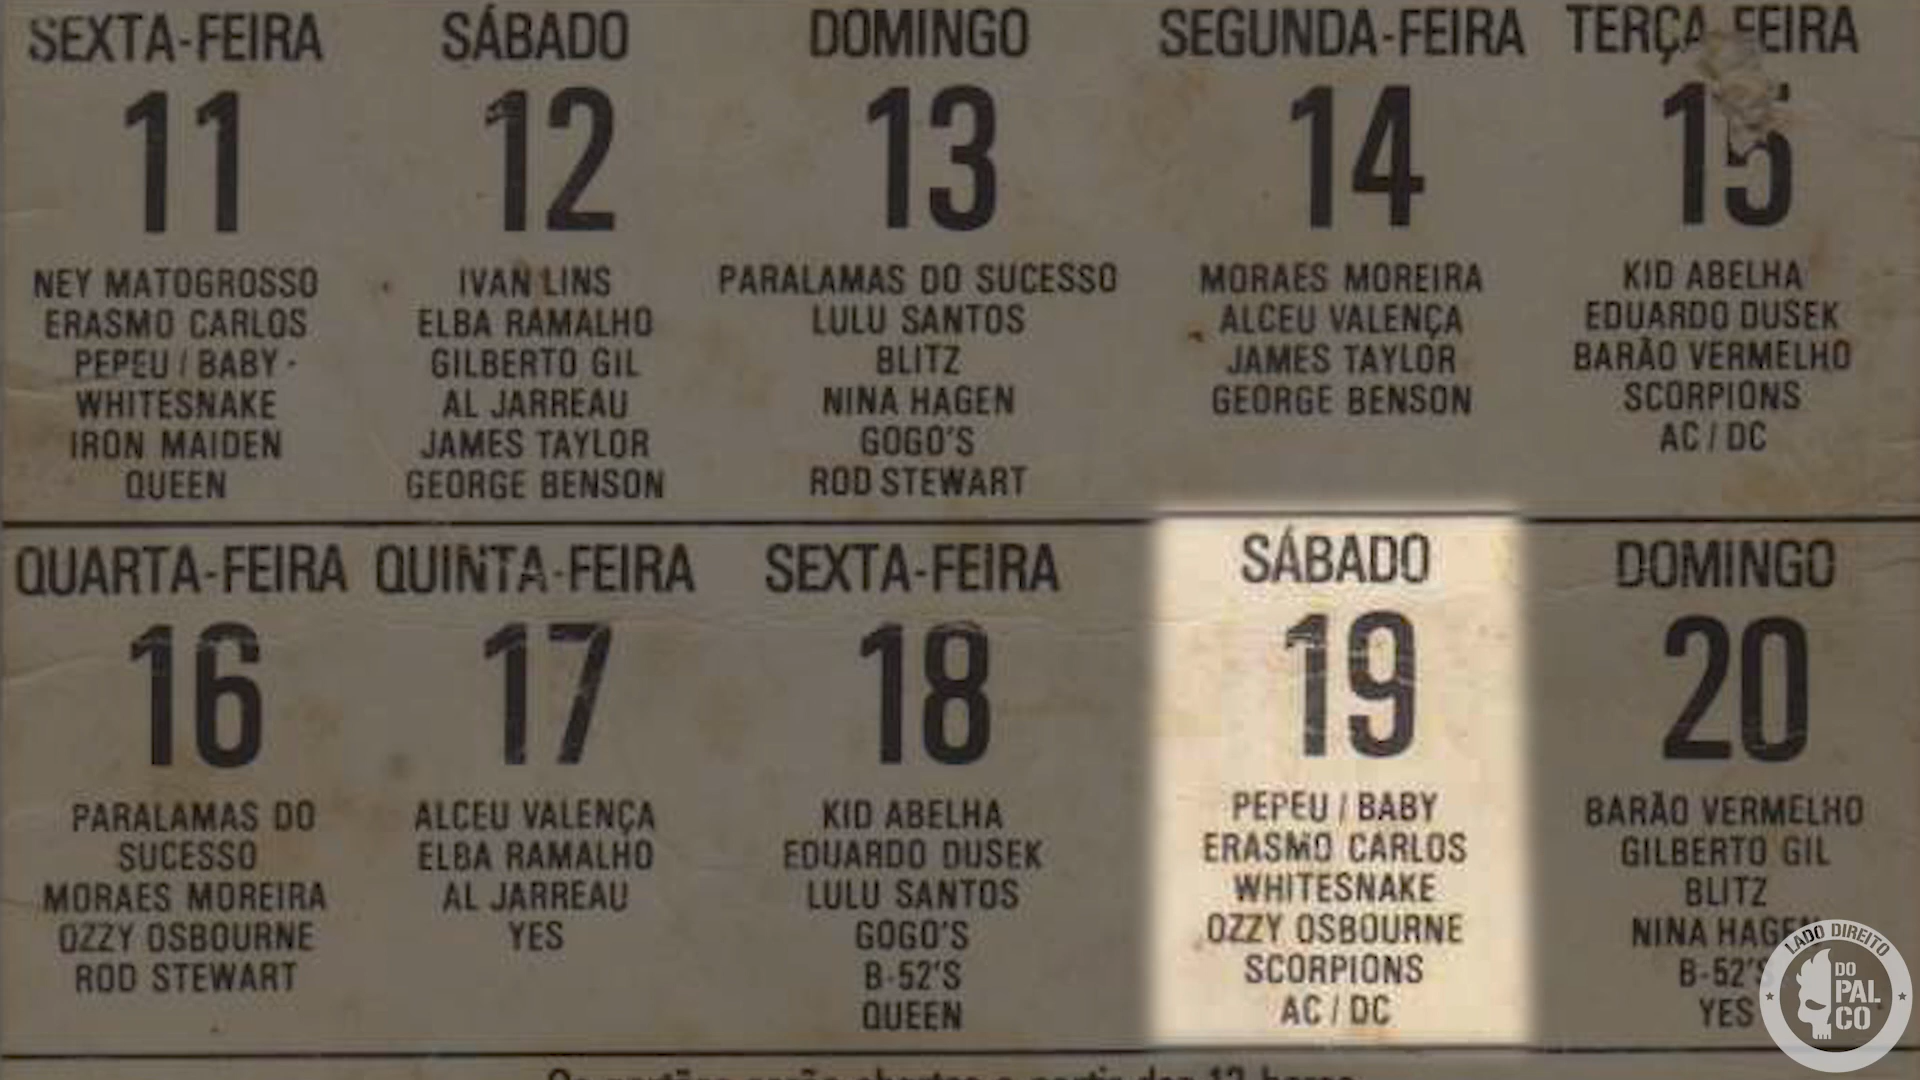 SEXTA-FEIRA
11
NEY MATOGROSSO
ERASMO CARLOS
PEPEU / BABY -
WHITESNAKE
IRON MAIDEN
QUEEN
SÁBADO
12
IVAN LINS
ELBA RAMALHO
GILBERTO GIL
AL JARREAU
JAMES TAYLOR
GEORGE BENSON
DOMINGO
13
PARALAMAS DO SUCESSO
LULU SANTOS
BLITZ
NINA HAGEN
GOGO'S
ROD STEWART
SEGUNDA-FEIRA
14
MORAES MOREIRA
ALCEU VALENÇA
JAMES TAYLOR
GEORGE BENSON
TERÇA-FEIRA
15
KID ABELHA
EDUARDO DUSEK
BARÃO VERMELHO
SCORPIONS
AC / DC
QUARTA-FEIRA
16
PARALAMAS DO
SUCESSO
MORAES MOREIRA
OZZY OSBOURNE
ROD STEWART
QUINTA-FEIRA
17
ALCEU VALENÇA
ELBA RAMALHO
AL JARREAU
YES
SEXTA-FEIRA
18
KID ABELHA
EDUARDO DUSEK
LULU SANTOS
GOGO'S
B-52'S
QUEEN
SÁBADO
19
PEPEU / BABY
ERASMO CARLOS
WHITESNAKE
OZZY OSBOURNE
SCORPIONS
AC / DC
DOMINGO
20
BARÃO VERMELHO
GILBERTO GIL
BLITZ
NINA HAGEN
B-52'S
YES
LADO DIREITO
DO
PAL
CO